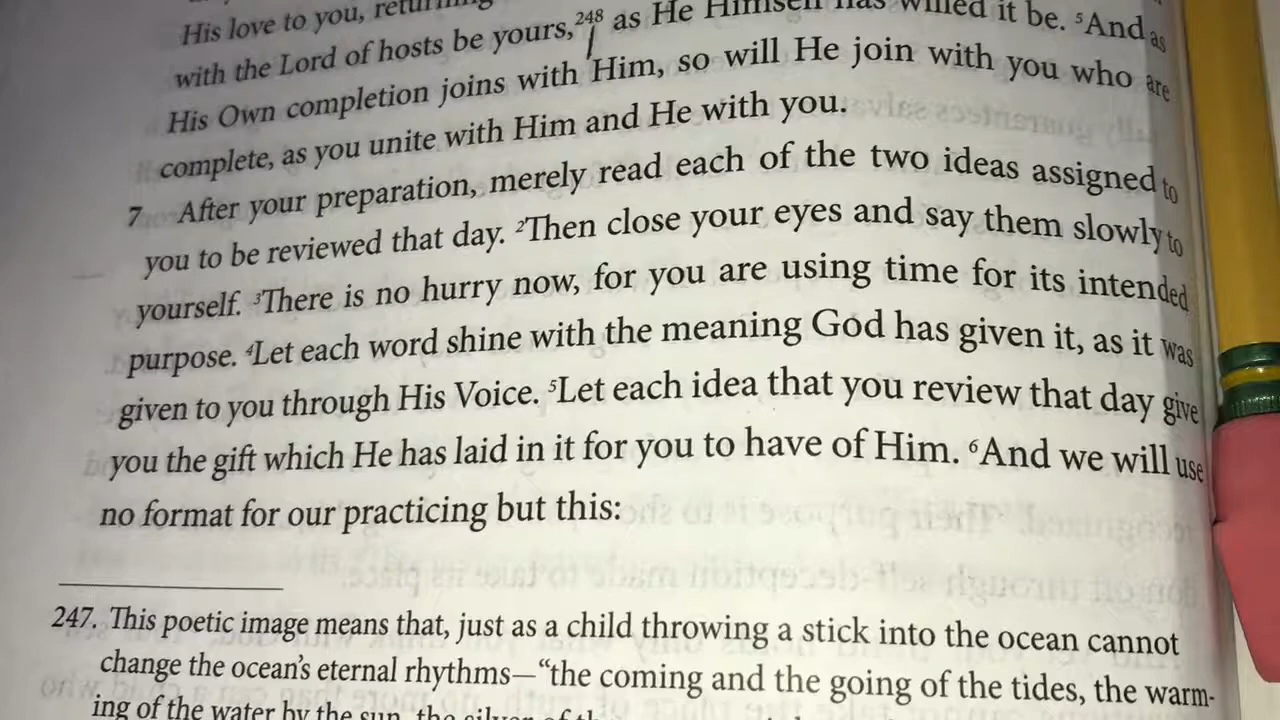 His love to you, returning
with the Lord of hosts be yours,²⁴⁸ as He Himself has willed it be. ⁵And as
His Own completion joins with Him, so will He join with you who are
complete, as you unite with Him and He with you.
7 After your preparation, merely read each of the two ideas assigned to
you to be reviewed that day. ²Then close your eyes and say them slowly to
yourself. ³There is no hurry now, for you are using time for its intended
purpose. ⁴Let each word shine with the meaning God has given it, as it was
given to you through His Voice. ⁵Let each idea that you review that day give
you the gift which He has laid in it for you to have of Him. ⁶And we will use
no format for our practicing but this:
247. This poetic image means that, just as a child throwing a stick into the ocean cannot
change the ocean's eternal rhythms—“the coming and the going of the tides, the warm-
ing of the water by the sun, the silver of